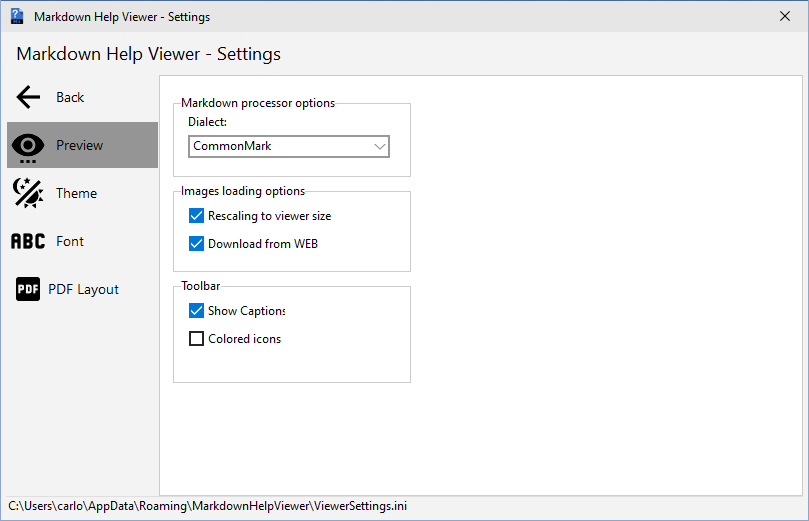 Markdown Help Viewer - Settings
Markdown Help Viewer - Settings
Back
Preview
Theme
ABC Font
PDF PDF Layout
Markdown processor options
Dialect:
CommonMark
Images loading options
Rescaling to viewer size
Download from WEB
Toolbar
Show Captions
Colored icons
C:\Users\carlo\AppData\Roaming\MarkdownHelpViewer\ViewerSettings.ini